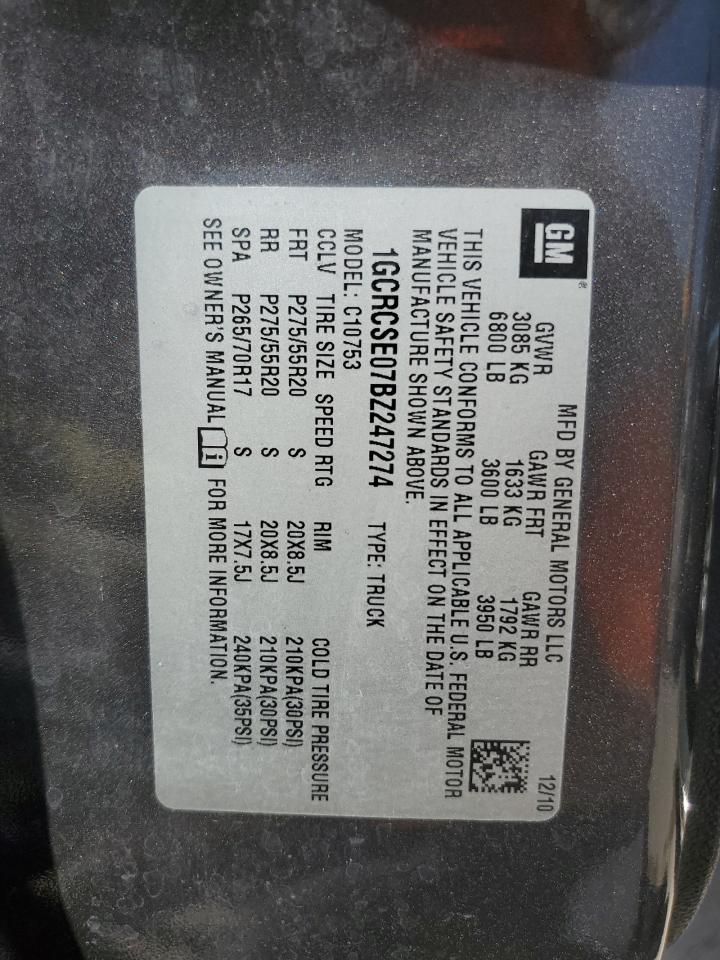 GM®
MFD BY GENERAL MOTORS LLC 12/10
GVWR GAWR FRT GAWR RR
3085 KG 1633 KG 1792 KG
6800 LB 3600 LB 3950 LB
THIS VEHICLE CONFORMS TO ALL APPLICABLE U.S. FEDERAL MOTOR
VEHICLE SAFETY STANDARDS IN EFFECT ON THE DATE OF
MANUFACTURE SHOWN ABOVE.
1GCRCSE07BZ247274 TYPE: TRUCK
MODEL: C10753
CCLV TIRE SIZE SPEED RTG RIM COLD TIRE PRESSURE
FRT P275/55R20 S 20X8.5J 210KPA(30PSI)
RR P275/55R20 S 20X8.5J 210KPA(30PSI)
SPA P265/70R17 S 17X7.5J 240KPA(35PSI)
SEE OWNER'S MANUAL i FOR MORE INFORMATION.